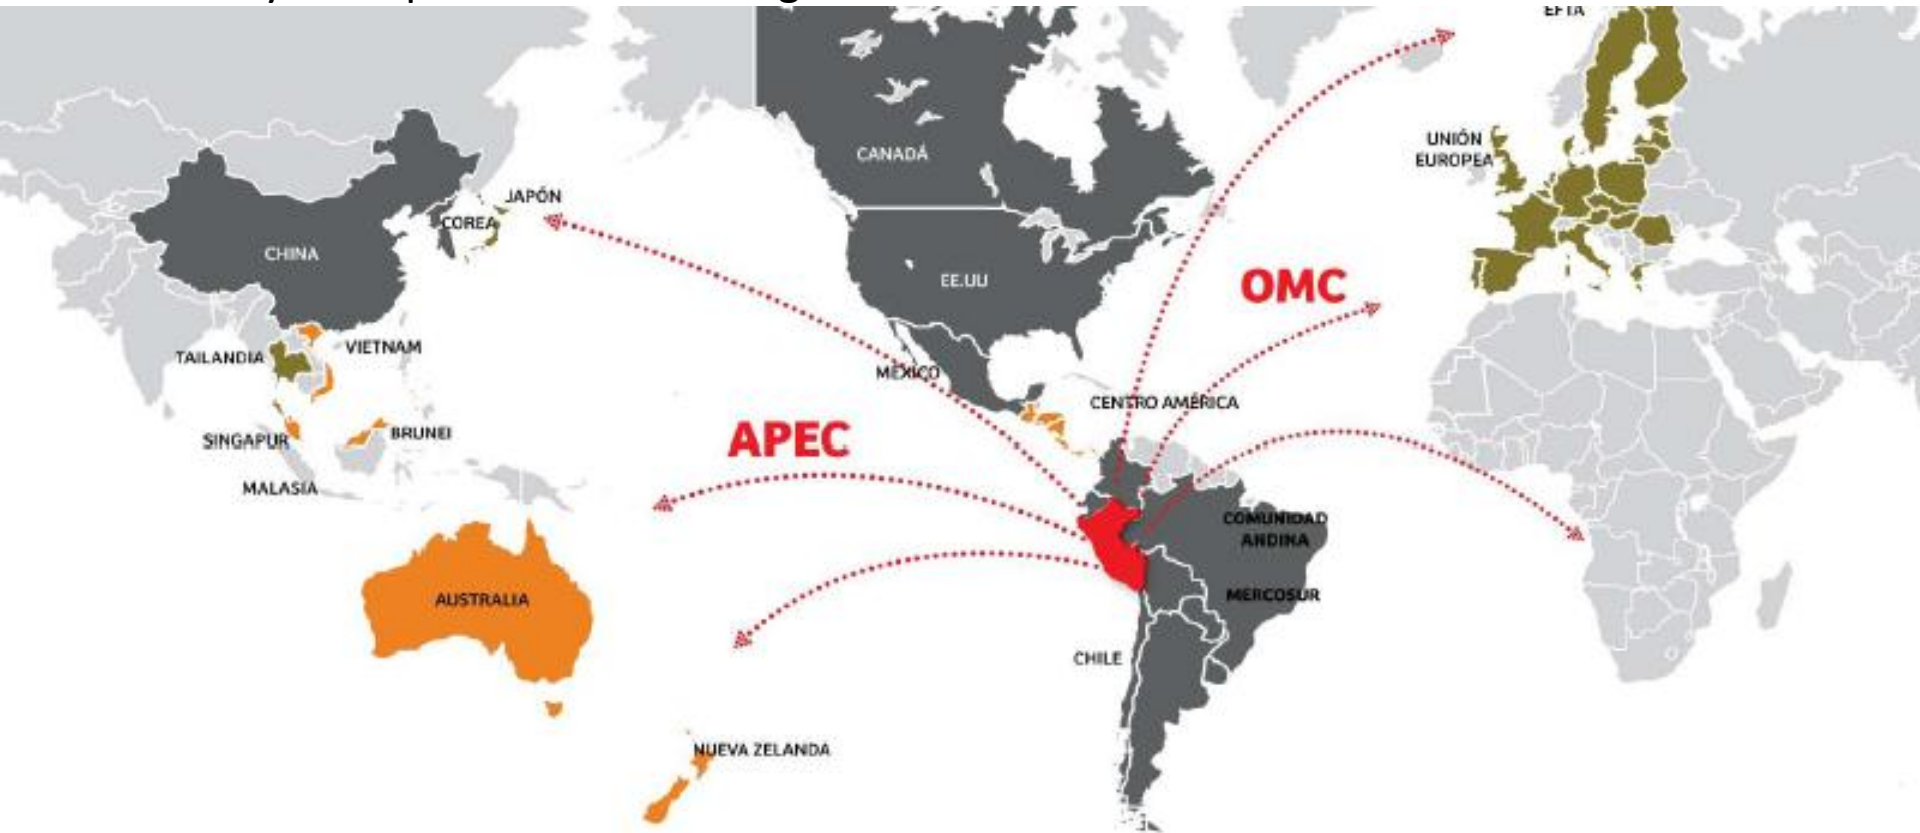 EFTA
UNIÓN
EUROPEA
CANADÁ
JAPÓN
COREA
CHINA
EE.UU
OMC
TAILANDIA
VIETNAM
MÉXICO
CENTRO AMÉRICA
SINGAPUR
BRUNEI
APEC
MALASIA
COMUNIDAD
ANDINA
AUSTRALIA
MERCOSUR
CHILE
NUEVA ZELANDA